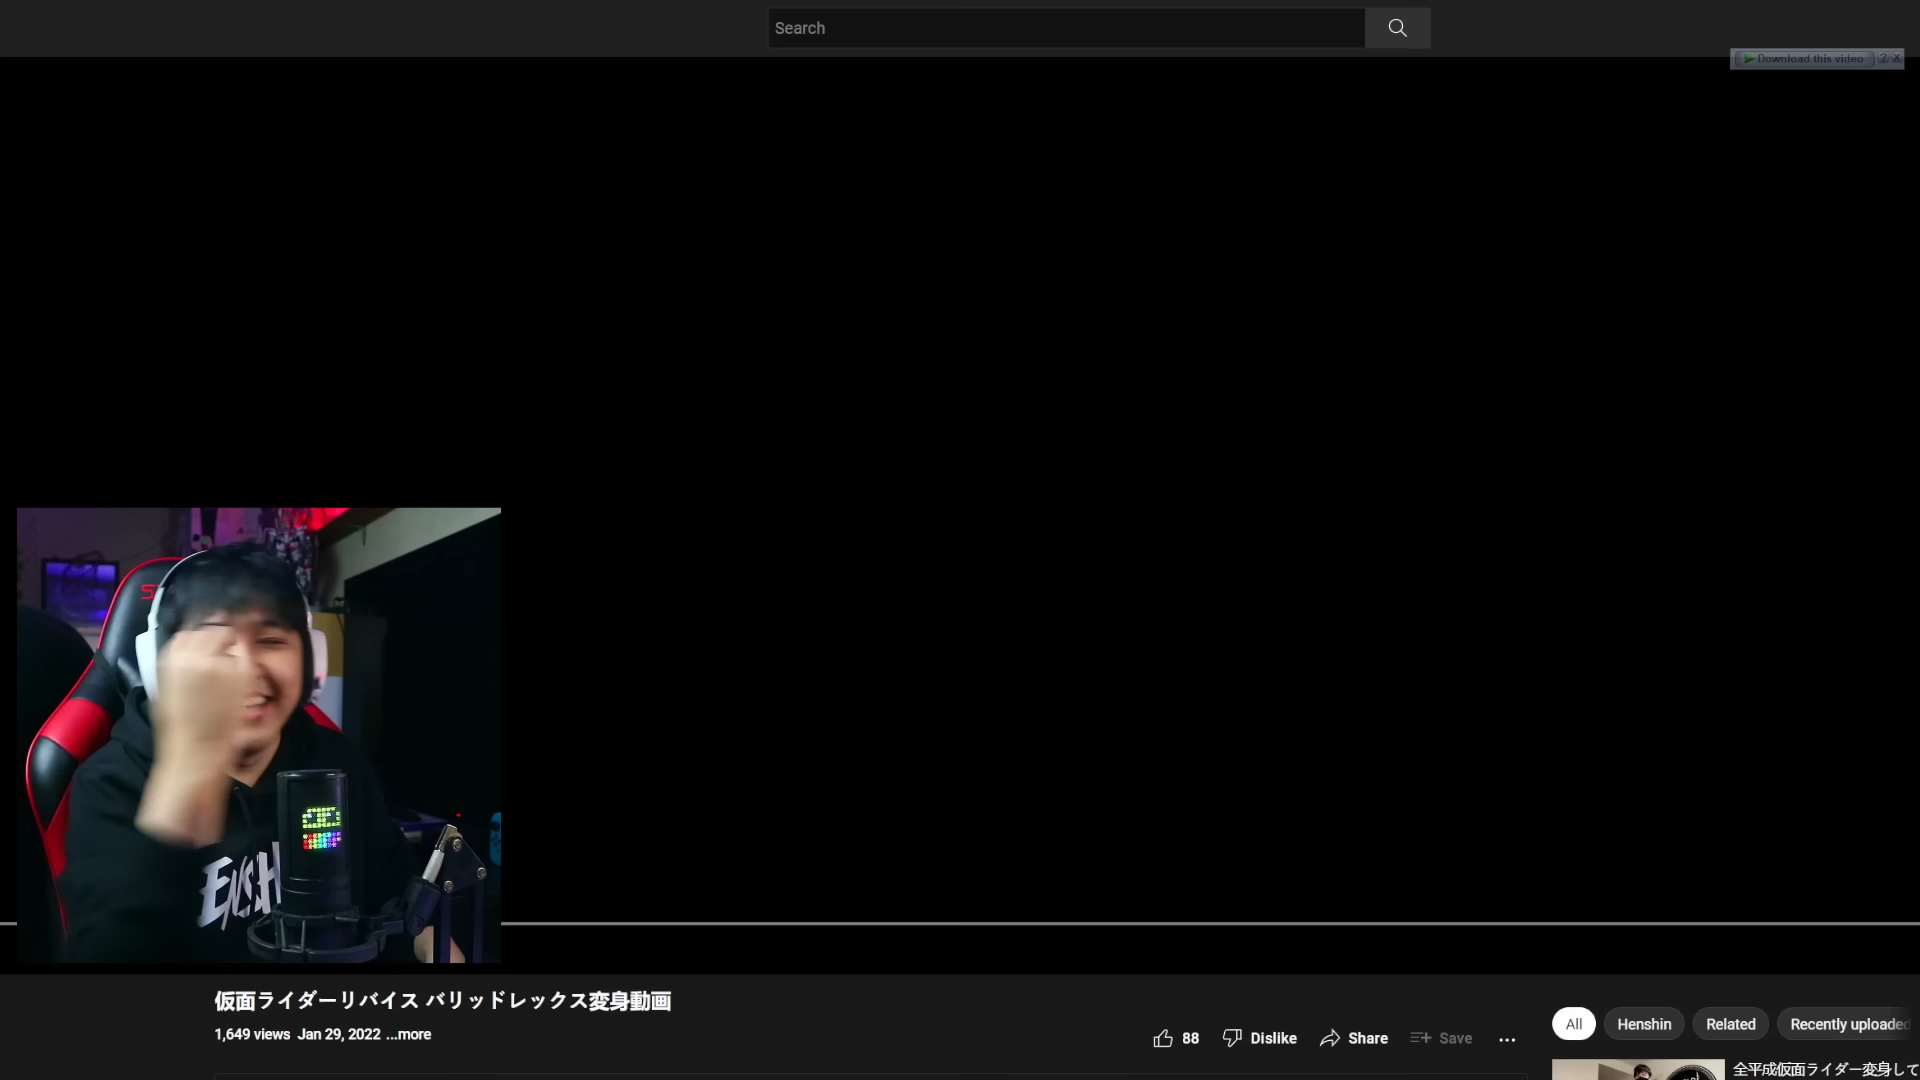 Search
Download this video ? X
仮面ライダーリバイス バリッドレックス変身動画
1,649 views Jan 29, 2022 ...more
88 Dislike Share Save
All Henshin Related Recently uploaded
全平成仮面ライダー変身して